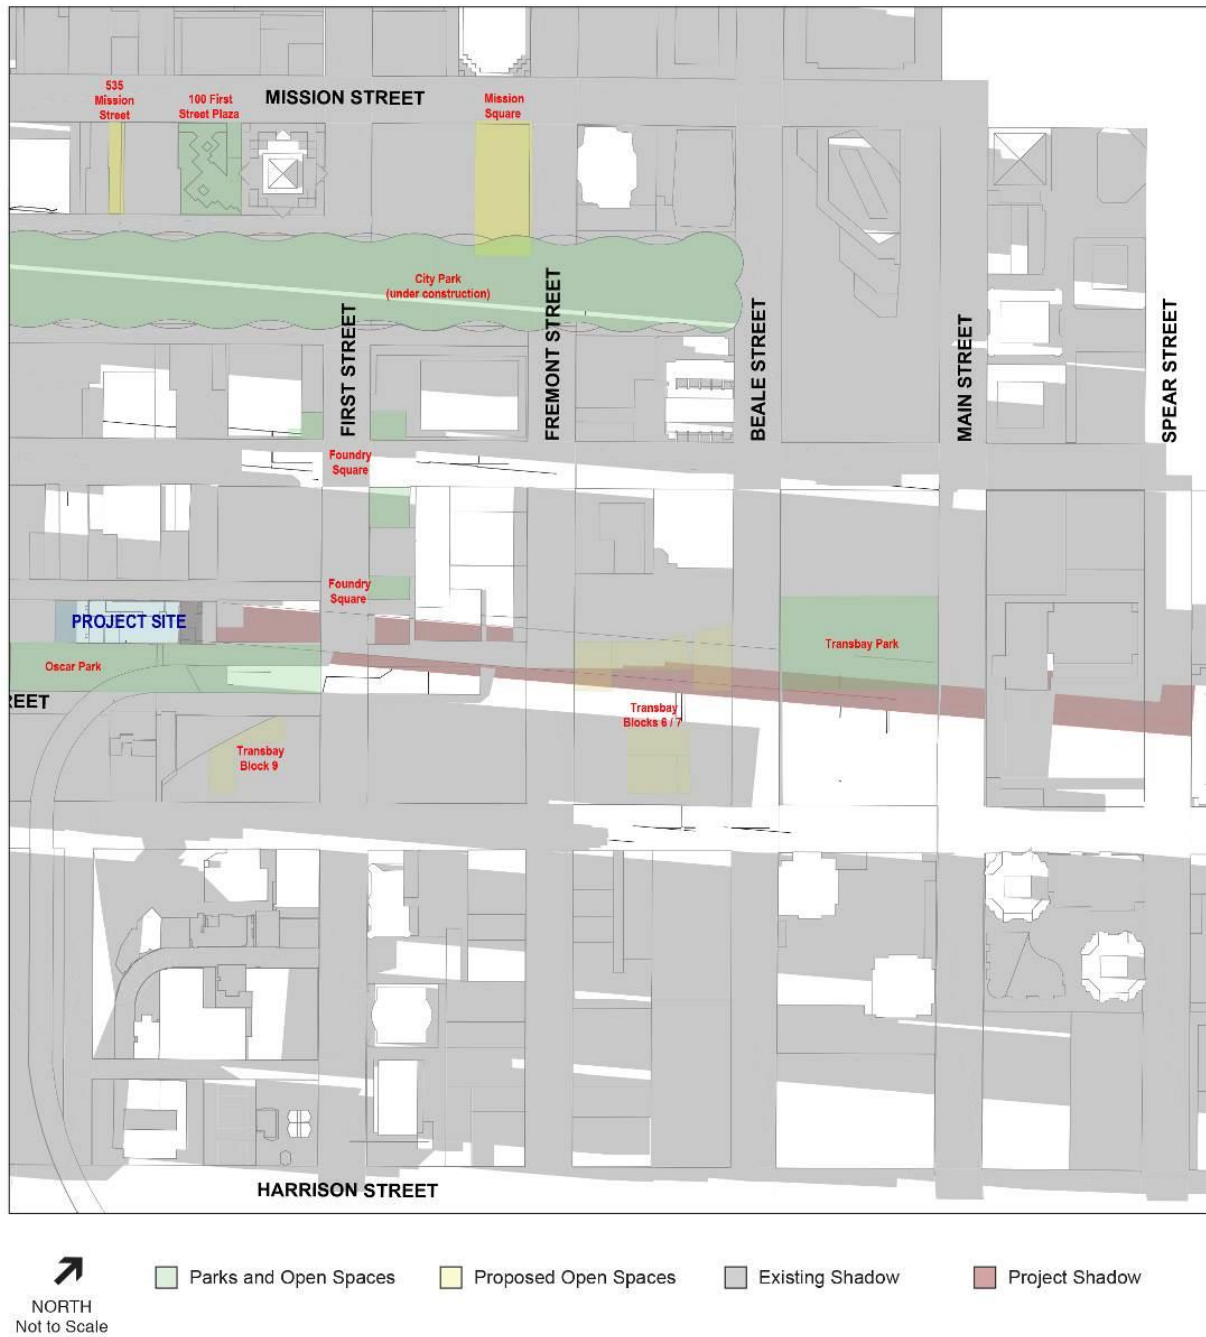 535
Mission
Street
100 First
Street Plaza
MISSION STREET
Mission
Square
City Park
(under construction)
FIRST STREET
FREMONT STREET
BEALE STREET
MAIN STREET
SPEAR STREET
Foundry
Square
Foundry
Square
PROJECT SITE
Oscar Park
Transbay Park
REET
Transbay
Blocks 6 / 7
Transbay
Block 9
HARRISON STREET
NORTH
Not to Scale
Parks and Open Spaces
Proposed Open Spaces
Existing Shadow
Project Shadow